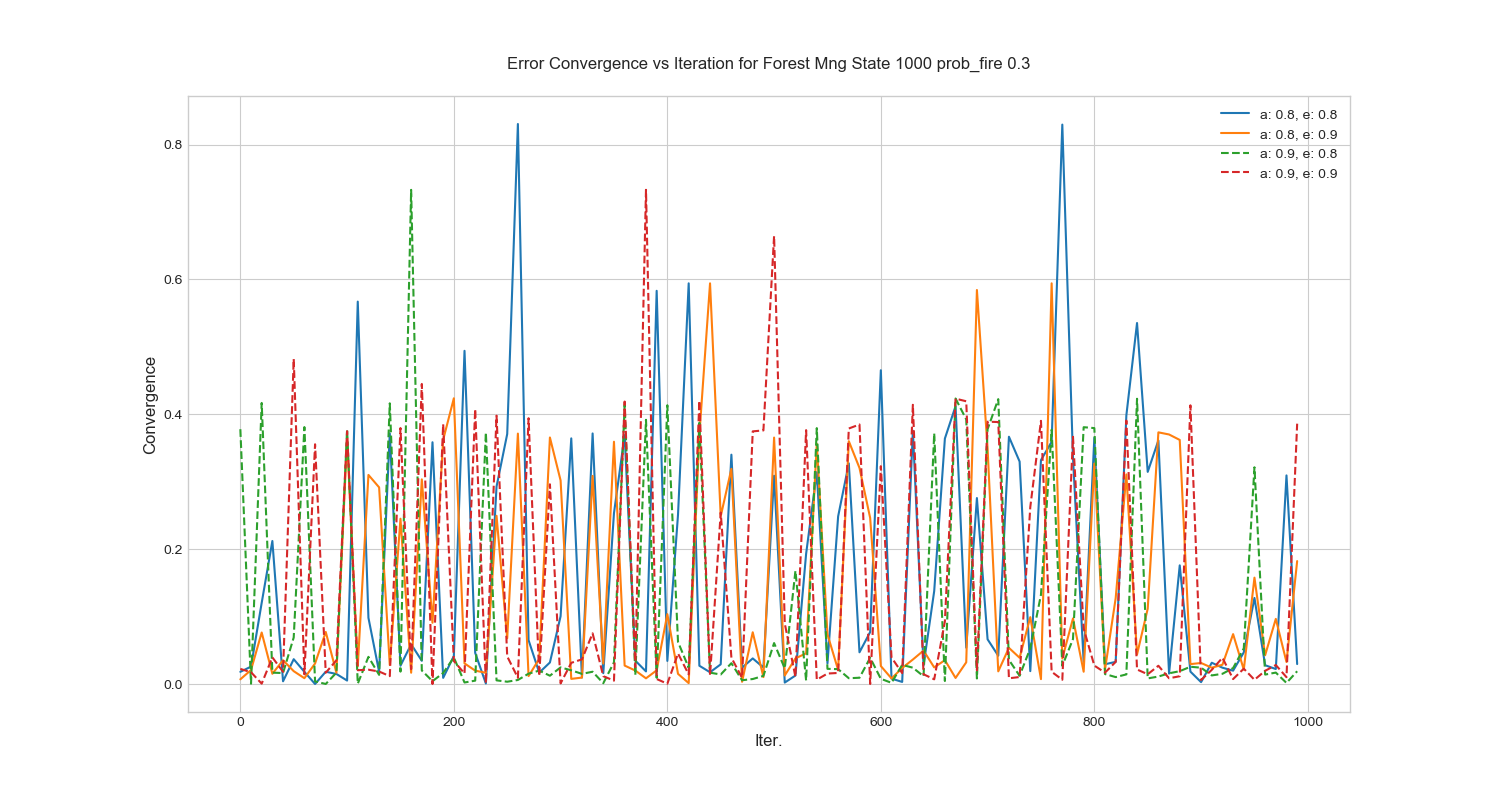 Error Convergence vs Iteration for Forest Mng State 1000 prob_fire 0.3
a: 0.8, e: 0.8
a: 0.8, e: 0.9
a: 0.9, e: 0.8
a: 0.9, e: 0.9
0.8
0.6
0.4
0.2
0.0
Convergence
0 200 400 600 800 1000
Iter.